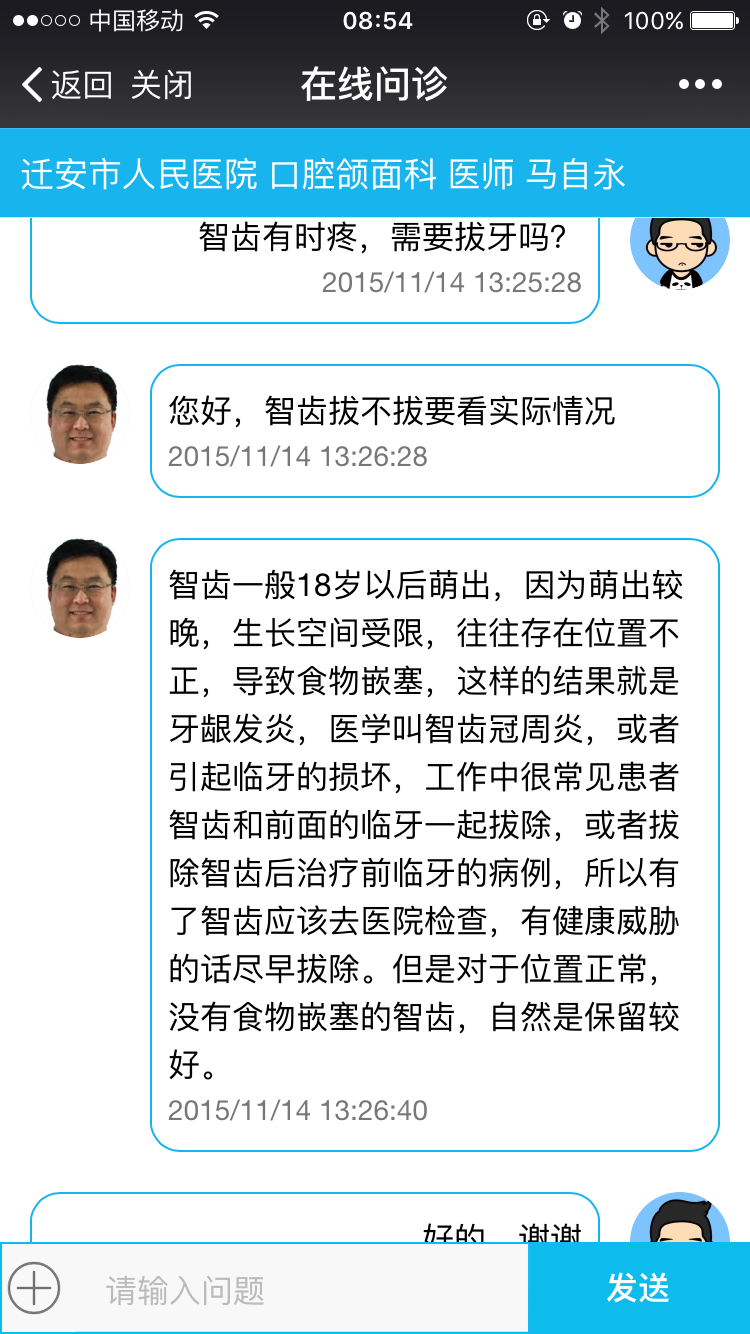 中国移动 08:54 100%
返回 关闭 在线问诊
迁安市人民医院 口腔颌面科 医师 马自永
智齿有时疼，需要拔牙吗？
2015/11/14 13:25:28
您好，智齿拔不拔要看实际情况
2015/11/14 13:26:28
智齿一般18岁以后萌出，因为萌出较
晚，生长空间受限，往往存在位置不
正，导致食物嵌塞，这样的结果就是
牙龈发炎，医学叫智齿冠周炎，或者
引起临牙的损坏，工作中很常见患者
智齿和前面的临牙一起拔除，或者拔
除智齿后治疗前临牙的病例，所以有
了智齿应该去医院检查，有健康威胁
的话尽早拔除。但是对于位置正常，
没有食物嵌塞的智齿，自然是保留较
好。
2015/11/14 13:26:40
好的，谢谢
请输入问题 发送